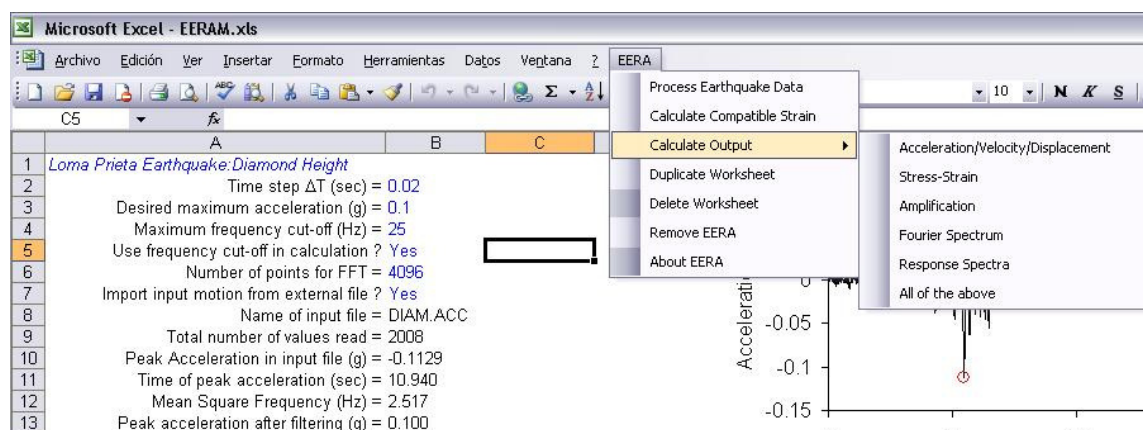 Microsoft Excel - EERAM.xls
Archivo Edición Ver Insertar Formato Herramientas Datos Ventana ? EERA
10 N K S
C5 fx
A B C
1 Loma Prieta Earthquake:Diamond Height
2 Time step ΔT (sec) = 0.02
3 Desired maximum acceleration (g) = 0.1
4 Maximum frequency cut-off (Hz) = 25
5 Use frequency cut-off in calculation ? Yes
6 Number of points for FFT = 4096
7 Import input motion from external file ? Yes
8 Name of input file = DIAM.ACC
9 Total number of values read = 2008
10 Peak Acceleration in input file (g) = -0.1129
11 Time of peak acceleration (sec) = 10.940
12 Mean Square Frequency (Hz) = 2.517
13 Peak acceleration after filtering (g) = 0.100
Process Earthquake Data
Calculate Compatible Strain
Calculate Output
Duplicate Worksheet
Delete Worksheet
Remove EERA
About EERA
Acceleration/Velocity/Displacement
Stress-Strain
Amplification
Fourier Spectrum
Response Spectra
All of the above
0
-0.05
-0.1
-0.15